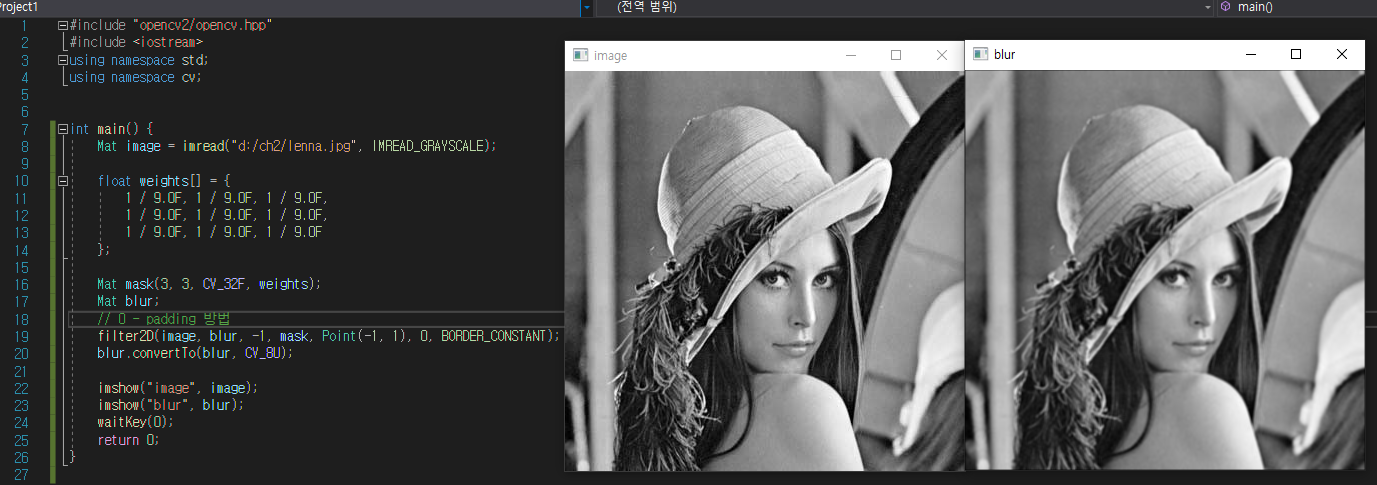 Project1
(전역 범위)
main()
1 #include "opencv2/opencv.hpp"
2 #include <iostream>
3 using namespace std;
4 using namespace cv;
5
6
7 int main() {
8 Mat image = imread("d:/ch2/lenna.jpg", IMREAD_GRAYSCALE);
9
10 float weights[] = {
11 1 / 9.0F, 1 / 9.0F, 1 / 9.0F,
12 1 / 9.0F, 1 / 9.0F, 1 / 9.0F,
13 1 / 9.0F, 1 / 9.0F, 1 / 9.0F
14 };
15
16 Mat mask(3, 3, CV_32F, weights);
17 Mat blur;
18 // 0 - padding 방법
19 filter2D(image, blur, -1, mask, Point(-1, 1), 0, BORDER_CONSTANT);
20 blur.convertTo(blur, CV_8U);
21
22 imshow("image", image);
23 imshow("blur", blur);
24 waitKey(0);
25 return 0;
26 }
27
image
blur